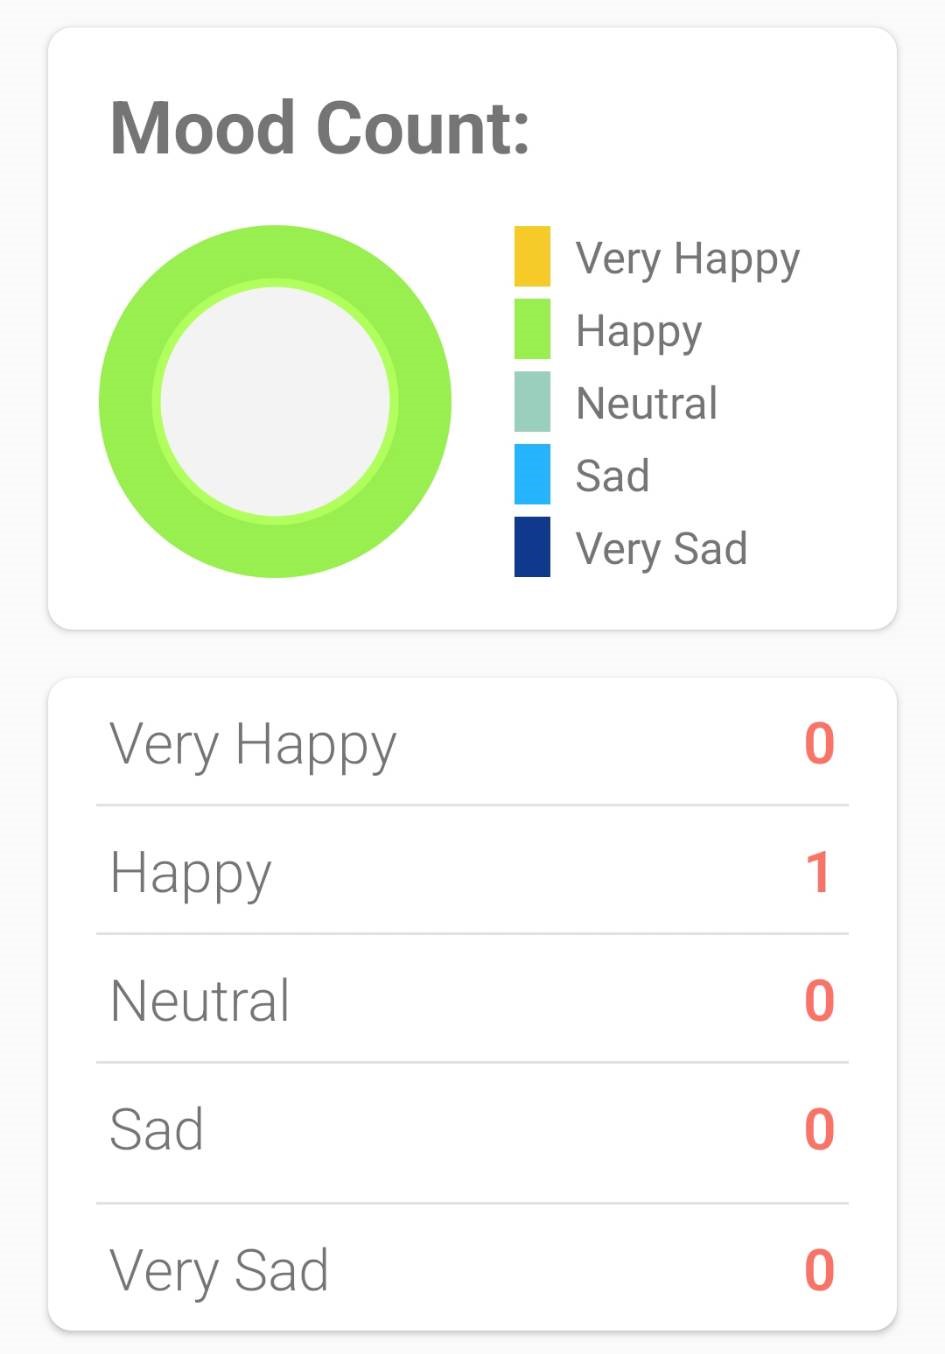 Mood Count:
Very Happy
Happy
Neutral
Sad
Very Sad
Very Happy 0
Happy 1
Neutral 0
Sad 0
Very Sad 0